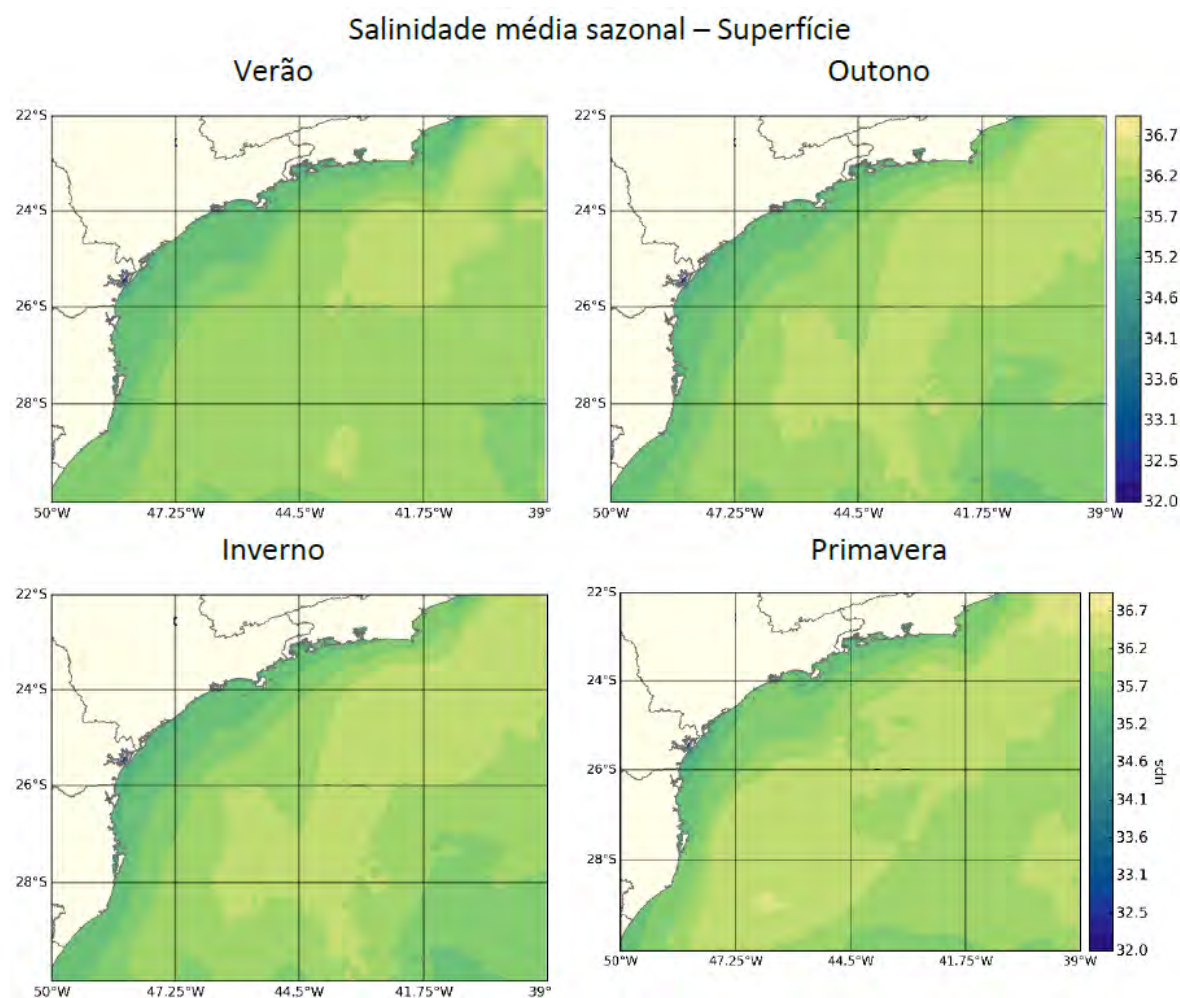 Salinidade média sazonal – Superfície
Verão
Outono
22°S
24°S
26°S
28°S
50°W 47.25°W 44.5°W 41.75°W 39°
22°S
24°S
26°S
28°S
50°W 47.25°W 44.5°W 41.75°W 39°W
36.7
36.2
35.7
35.2
34.6
34.1
33.6
33.1
32.5
32.0
Inverno
Primavera
22°S
24°S
26°S
28°S
50°W 47.25°W 44.5°W 41.75°W 39°
22°S
24°S
26°S
28°S
50°W 47.25°W 44.5°W 41.75°W 39°W
36.7
36.2
35.7
35.2
34.6
34.1
33.6
33.1
32.5
32.0
ups